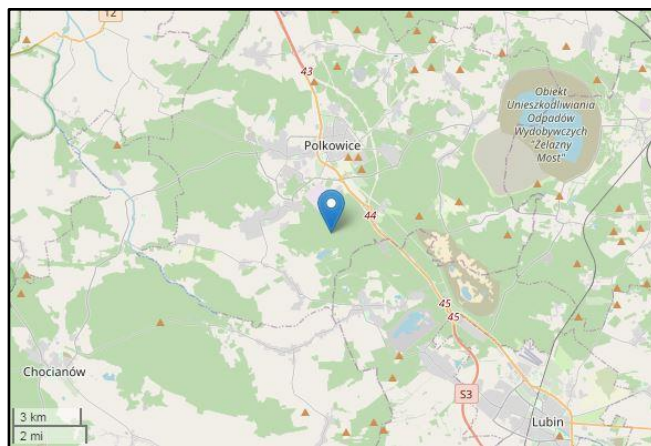 12
43
Obiekt
Unieszkodliwiania
Odpadów
Wydobywczych
"Żelazny
Most"
Polkowice
44
45
45
Chocianów
S3
3 km
2 mi
Lubin